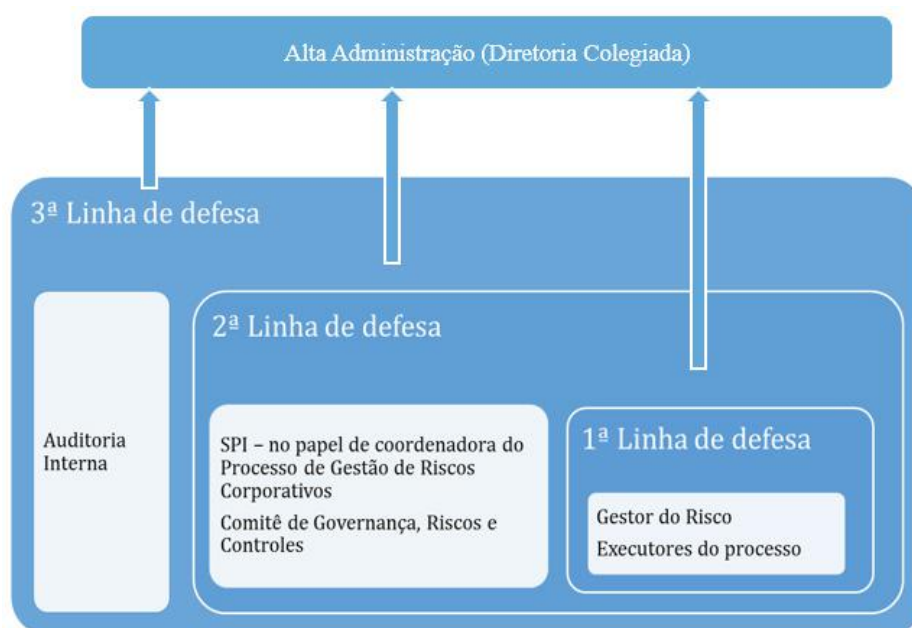 Alta Administração (Diretoria Colegiada)
3ª Linha de defesa
Auditoria
Interna
2ª Linha de defesa
SPI – no papel de coordenadora do
Processo de Gestão de Riscos
Corporativos
Comitê de Governança, Riscos e
Controles
1ª Linha de defesa
Gestor do Risco
Executores do processo